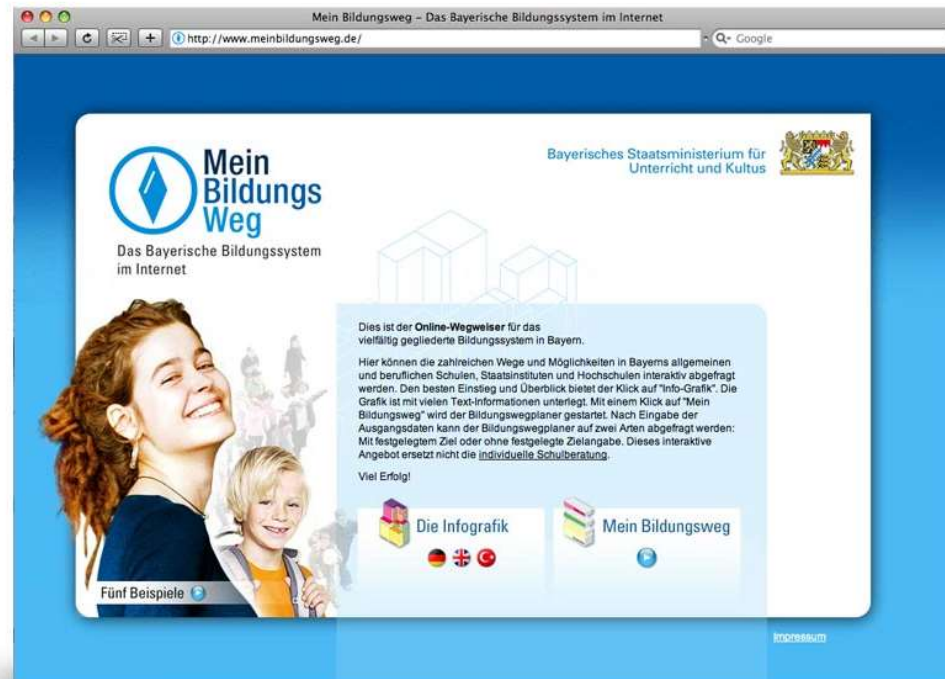 Mein Bildungsweg – Das Bayerische Bildungssystem im Internet
http://www.meinbildungsweg.de/
Google
Mein
Bildungs
Weg
Das Bayerische Bildungssystem
im Internet
Bayerisches Staatsministerium für
Unterricht und Kultus
Dies ist der Online-Wegweiser für das
vielfältig gegliederte Bildungssystem in Bayern.
Hier können die zahlreichen Wege und Möglichkeiten in Bayerns allgemeinen
und beruflichen Schulen, Staatsinstituten und Hochschulen interaktiv abgefragt
werden. Den besten Einstieg und Überblick bietet der Klick auf "Info-Grafik". Die
Grafik ist mit vielen Text-Informationen unterlegt. Mit einem Klick auf "Mein
Bildungsweg" wird der Bildungswegplaner gestartet. Nach Eingabe der
Ausgangsdaten kann der Bildungswegplaner auf zwei Arten abgefragt werden:
Mit festgelegtem Ziel oder ohne festgelegte Zielangabe. Dieses interaktive
Angebot ersetzt nicht die individuelle Schulberatung.
Viel Erfolg!
Die Infografik
Mein Bildungsweg
Fünf Beispiele
Impressum